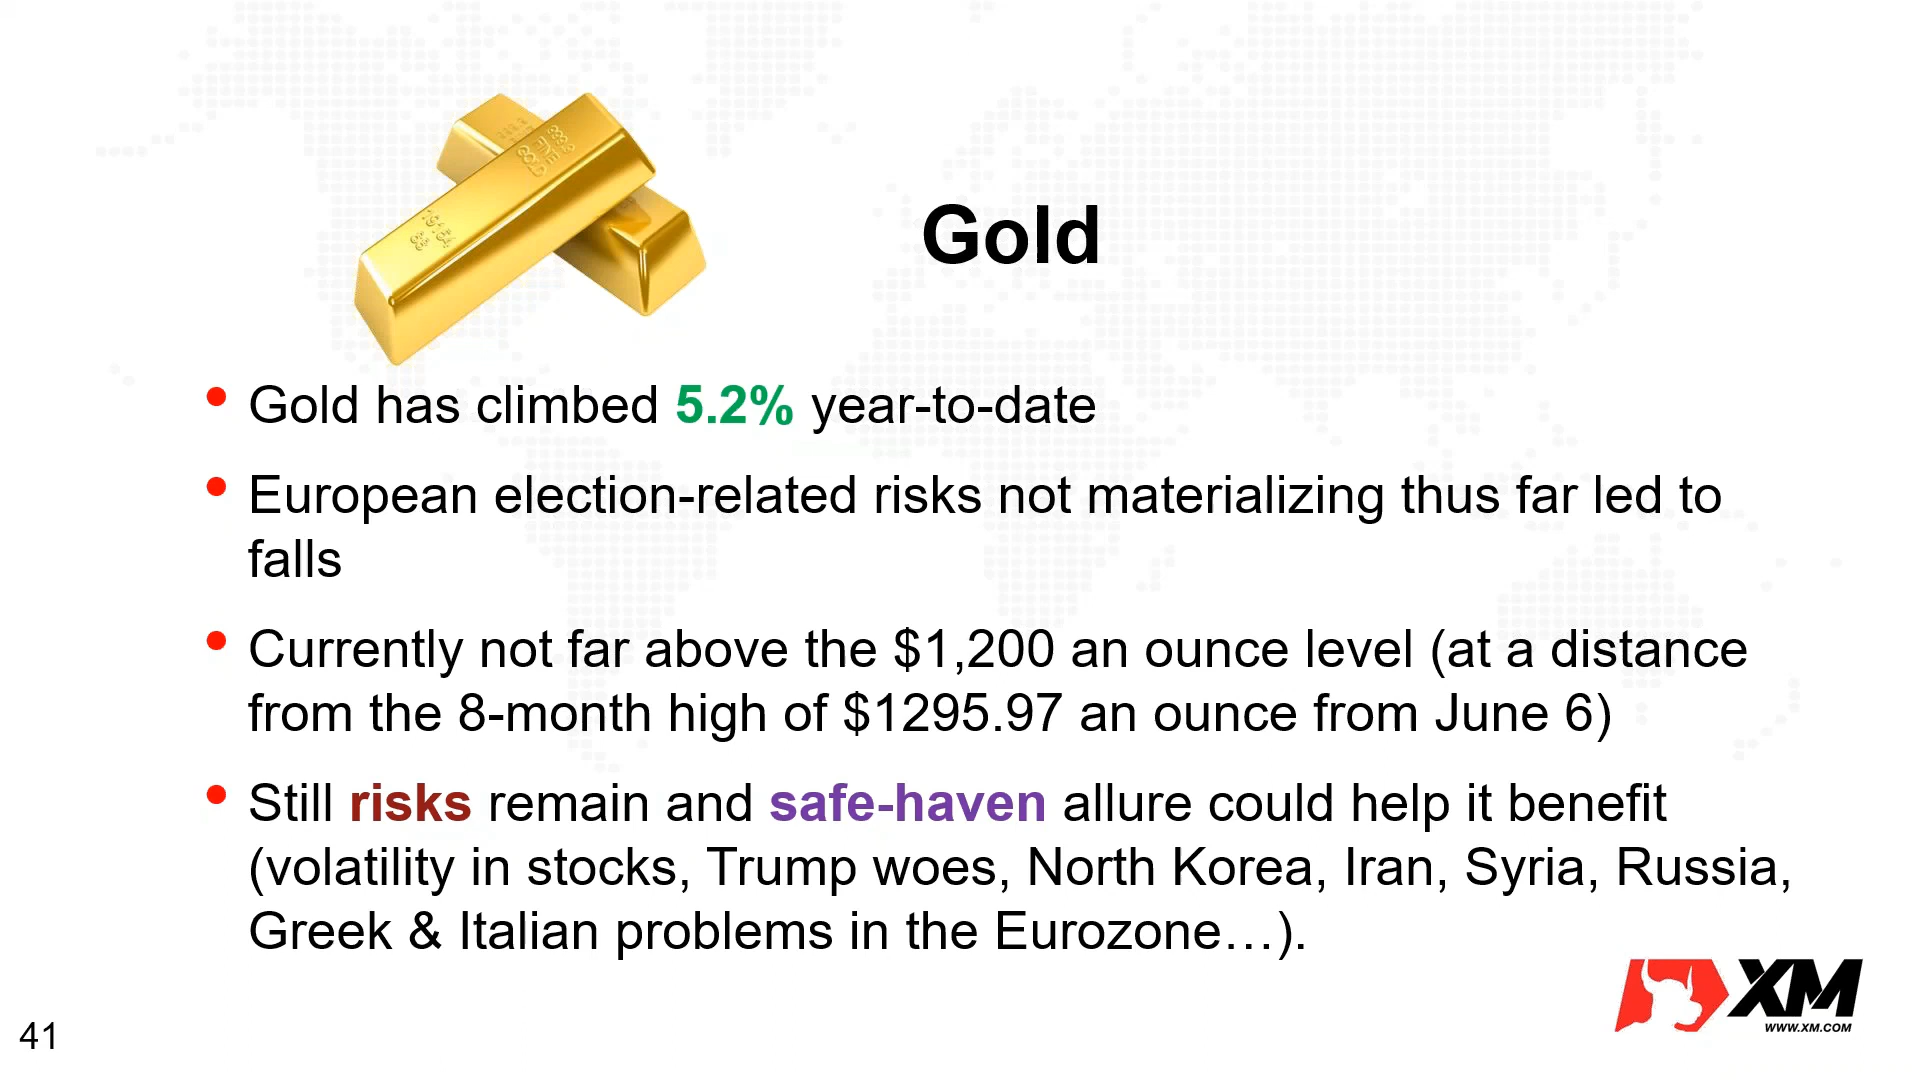 Gold
• Gold has climbed 5.2% year-to-date
• European election-related risks not materializing thus far led to
falls
• Currently not far above the $1,200 an ounce level (at a distance
from the 8-month high of $1295.97 an ounce from June 6)
• Still risks remain and safe-haven allure could help it benefit
(volatility in stocks, Trump woes, North Korea, Iran, Syria, Russia,
Greek & Italian problems in the Eurozone…).
XM
WWW.XM.COM
41